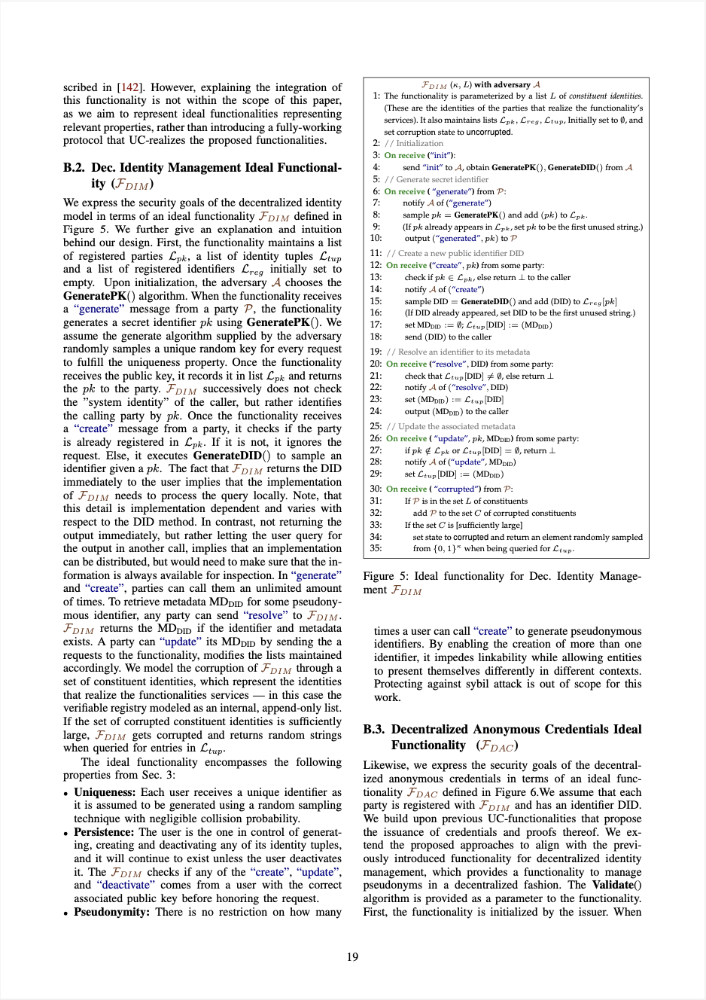 scribed in [142]. However, explaining the integration of
this functionality is not within the scope of this paper,
as we aim to represent ideal functionalities representing
relevant properties, rather than introducing a fully-working
protocol that UC-realizes the proposed functionalities.
B.2. Dec. Identity Management Ideal Functional-
ity (ℱ_DIM)
We express the security goals of the decentralized identity
model in terms of an ideal functionality ℱ_DIM defined in
Figure 5. We further give an explanation and intuition
behind our design. First, the functionality maintains a list
of registered parties ℒ_pk, a list of identity tuples ℒ_tup
and a list of registered identifiers ℒ_reg initially set to
empty. Upon initialization, the adversary 𝒜 chooses the
GeneratePK() algorithm. When the functionality receives
a “generate” message from a party 𝒫, the functionality
generates a secret identifier pk using GeneratePK(). We
assume the generate algorithm supplied by the adversary
randomly samples a unique random key for every request
to fulfill the uniqueness property. Once the functionality
receives the public key, it records it in list ℒ_pk and returns
the pk to the party. ℱ_DIM successively does not check
the ”system identity” of the caller, but rather identifies
the calling party by pk. Once the functionality receives
a “create” message from a party, it checks if the party
is already registered in ℒ_pk. If it is not, it ignores the
request. Else, it executes GenerateDID() to sample an
identifier given a pk. The fact that ℱ_DIM returns the DID
immediately to the user implies that the implementation
of ℱ_DIM needs to process the query locally. Note, that
this detail is implementation dependent and varies with
respect to the DID method. In contrast, not returning the
output immediately, but rather letting the user query for
the output in another call, implies that an implementation
can be distributed, but would need to make sure that the in-
formation is always available for inspection. In “generate”
and “create”, parties can call them an unlimited amount
of times. To retrieve metadata MD_DID for some pseudony-
mous identifier, any party can send “resolve” to ℱ_DIM.
ℱ_DIM returns the MD_DID if the identifier and metadata
exists. A party can “update” its MD_DID by sending the a
requests to the functionality, modifies the lists maintained
accordingly. We model the corruption of ℱ_DIM through a
set of constituent identities, which represent the identities
that realize the functionalities services — in this case the
verifiable registry modeled as an internal, append-only list.
If the set of corrupted constituent identities is sufficiently
large, ℱ_DIM gets corrupted and returns random strings
when queried for entries in ℒ_tup.
The ideal functionality encompasses the following
properties from Sec. 3:
• Uniqueness: Each user receives a unique identifier as
it is assumed to be generated using a random sampling
technique with negligible collision probability.
• Persistence: The user is the one in control of generat-
ing, creating and deactivating any of its identity tuples,
and it will continue to exist unless the user deactivates
it. The ℱ_DIM checks if any of the “create”, “update”,
and “deactivate” comes from a user with the correct
associated public key before honoring the request.
• Pseudonymity: There is no restriction on how many
ℱ_DIM (κ, L) with adversary 𝒜
1: The functionality is parameterized by a list L of constituent identities.
(These are the identities of the parties that realize the functionality’s
services). It also maintains lists ℒ_pk, ℒ_reg, ℒ_tup, Initially set to ∅, and
set corruption state to uncorrupted.
2: // Initialization
3: On receive (“init”):
4: send “init” to 𝒜, obtain GeneratePK(), GenerateDID() from 𝒜
5: // Generate secret identifier
6: On receive ( “generate”) from 𝒫:
7: notify 𝒜 of (“generate”)
8: sample pk = GeneratePK() and add (pk) to ℒ_pk.
9: (If pk already appears in ℒ_pk, set pk to be the first unused string.)
10: output (“generated”, pk) to 𝒫
11: // Create a new public identifier DID
12: On receive (“create”, pk) from some party:
13: check if pk ∈ ℒ_pk, else return ⊥ to the caller
14: notify 𝒜 of (“create”)
15: sample DID = GenerateDID() and add (DID) to ℒ_reg[pk]
16: (If DID already appeared, set DID to be the first unused string.)
17: set MD_DID := ∅; ℒ_tup[DID] := (MD_DID)
18: send (DID) to the caller
19: // Resolve an identifier to its metadata
20: On receive (“resolve”, DID) from some party:
21: check that ℒ_tup[DID] ≠ ∅, else return ⊥
22: notify 𝒜 of (“resolve”, DID)
23: set (MD_DID) := ℒ_tup[DID]
24: output (MD_DID) to the caller
25: // Update the associated metadata
26: On receive ( “update”, pk, MD_DID) from some party:
27: if pk ∉ ℒ_pk or ℒ_tup[DID] = ∅, return ⊥
28: notify 𝒜 of (“update”, MD_DID)
29: set ℒ_tup[DID] := (MD_DID)
30: On receive ( “corrupted”) from 𝒫:
31: If 𝒫 is in the set L of constituents
32: add 𝒫 to the set C of corrupted constituents
33: If the set C is [sufficiently large]
34: set state to corrupted and return an element randomly sampled
35: from {0, 1}^κ when being queried for ℒ_tup.
Figure 5: Ideal functionality for Dec. Identity Manage-
ment ℱ_DIM
times a user can call “create” to generate pseudonymous
identifiers. By enabling the creation of more than one
identifier, it impedes linkability while allowing entities
to present themselves differently in different contexts.
Protecting against sybil attack is out of scope for this
work.
B.3. Decentralized Anonymous Credentials Ideal
Functionality (ℱ_DAC)
Likewise, we express the security goals of the decentral-
ized anonymous credentials in terms of an ideal func-
tionality ℱ_DAC defined in Figure 6.We assume that each
party is registered with ℱ_DIM and has an identifier DID.
We build upon previous UC-functionalities that propose
the issuance of credentials and proofs thereof. We ex-
tend the proposed approaches to align with the previ-
ously introduced functionality for decentralized identity
management, which provides a functionality to manage
pseudonyms in a decentralized fashion. The Validate()
algorithm is provided as a parameter to the functionality.
First, the functionality is initialized by the issuer. When
19